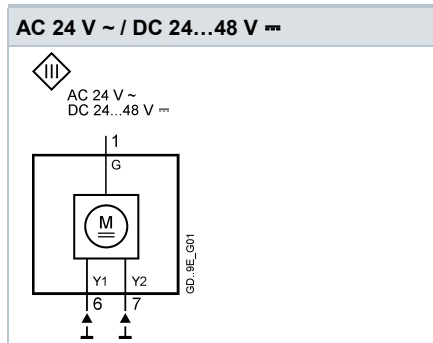 AC 24 V ~ / DC 24...48 V ⎓
III
AC 24 V ~
DC 24...48 V ⎓
1
G
M
Y1 Y2
6 7
GD..9E_G01